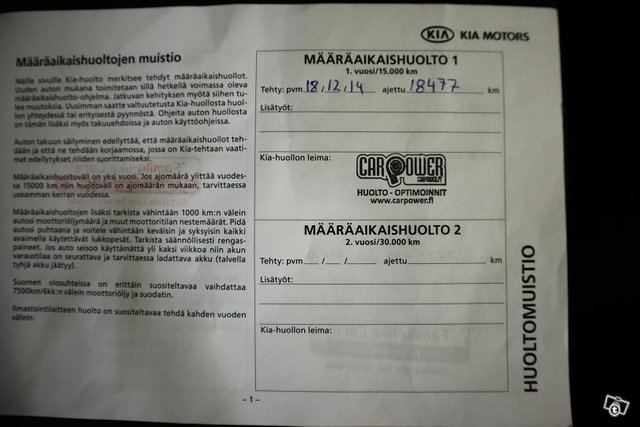 KIA KIA MOTORS
Määräaikaishuoltojen muistio
Näille sivuille Kia-huolto merkitsee tehdyt määräaikaishuollot.
Uuden auton mukana toimitetaan sillä hetkellä voimassa oleva
määräaikaishuolto-ohjelma. Jatkuvan kehityksen myötä siihen tu-
lee muutoksia. Uusimman saatte valtuutetusta Kia-huollosta huol-
lon yhteydessä tai erityisestä pyynnöstä. Ohjeita auton huollosta
on tämän lisäksi myös takuuehdoissa ja auton käyttöohjeissa.
Auton takuun säilyminen edellyttää, että määräaikaishuollot teh-
dään ja että ne tehdään korjaamossa, jossa on Kia-tehtaan vaati-
mat edellytykset niiden suorittamiseksi.
Määräaikaishuoltoväli on yksi vuosi. Jos ajomäärä ylittää vuodes-
sa 15000 km niin huoltoväli on ajomäärän mukaan, tarvittaessa
useamman kerran vuodessa.
Määräaikaishuoltojen lisäksi tarkista vähintään 1000 km:n välein
autosi moottoriöljymäärä ja muut moottoritilan nestemäärät. Pidä
autosi puhtaana ja voitele vähintään keväisin ja syksyisin kaikki
avaimella käytettävät lukkopesät. Tarkista säännöllisesti rengas-
paineet. Jos auto seisoo käyttämättä yli kaksi viikkoa niin akun
varaustilaa on seurattava ja tarvittaessa ladattava akku (talvella
tyhjä akku jäätyy).
Suomen olosuhteissa on erittäin suositeltavaa vaihdattaa
7500km/6kk:n välein moottoriöljy ja suodatin.
Ilmastointilaitteen huolto on suositeltavaa tehdä kahden vuoden
välein.
MÄÄRÄAIKAISHUOLTO 1
1. vuosi/15.000 km
Tehty: pvm 18,12,14 ajettu 18477 km
Lisätyöt:
Kia-huollon leima:
CARPOWER
CARPOWER.FI
HUOLTO - OPTIMOINNIT
www.carpower.fi
MÄÄRÄAIKAISHUOLTO 2
2. vuosi/30.000 km
Tehty: pvm / / ajettu km
Lisätyöt:
Kia-huollon leima:
HUOLTOMUISTIO
- 1 -